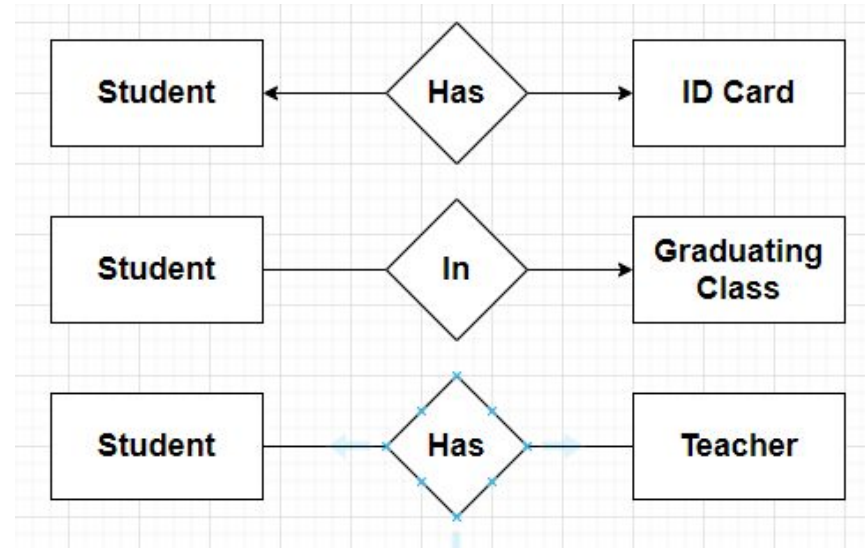 Student
Has
ID Card
Student
In
Graduating
Class
Student
Has
Teacher